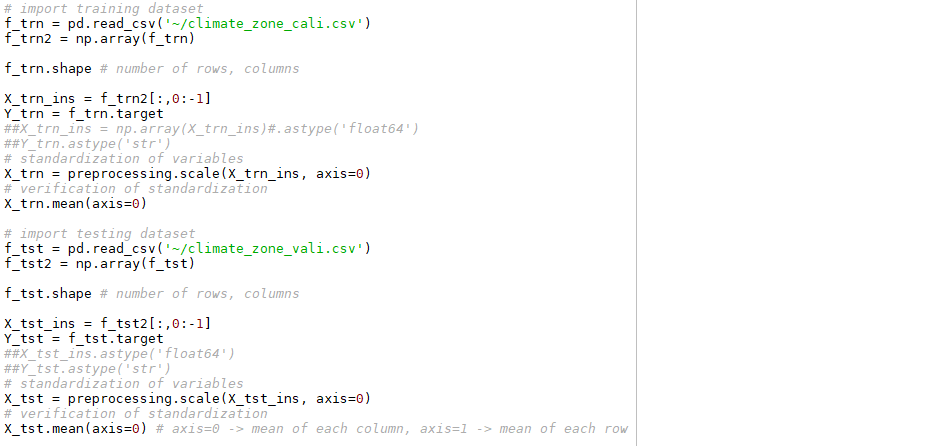 # import training dataset
f_trn = pd.read_csv('~/climate_zone_cali.csv')
f_trn2 = np.array(f_trn)
f_trn.shape # number of rows, columns
X_trn_ins = f_trn2[:,0:-1]
Y_trn = f_trn.target
##X_trn_ins = np.array(X_trn_ins)#.astype('float64')
##Y_trn.astype('str')
# standardization of variables
X_trn = preprocessing.scale(X_trn_ins, axis=0)
# verification of standardization
X_trn.mean(axis=0)
# import testing dataset
f_tst = pd.read_csv('~/climate_zone_vali.csv')
f_tst2 = np.array(f_tst)
f_tst.shape # number of rows, columns
X_tst_ins = f_tst2[:,0:-1]
Y_tst = f_tst.target
##X_tst_ins.astype('float64')
##Y_tst.astype('str')
# standardization of variables
X_tst = preprocessing.scale(X_tst_ins, axis=0)
# verification of standardization
X_tst.mean(axis=0) # axis=0 -> mean of each column, axis=1 -> mean of each row